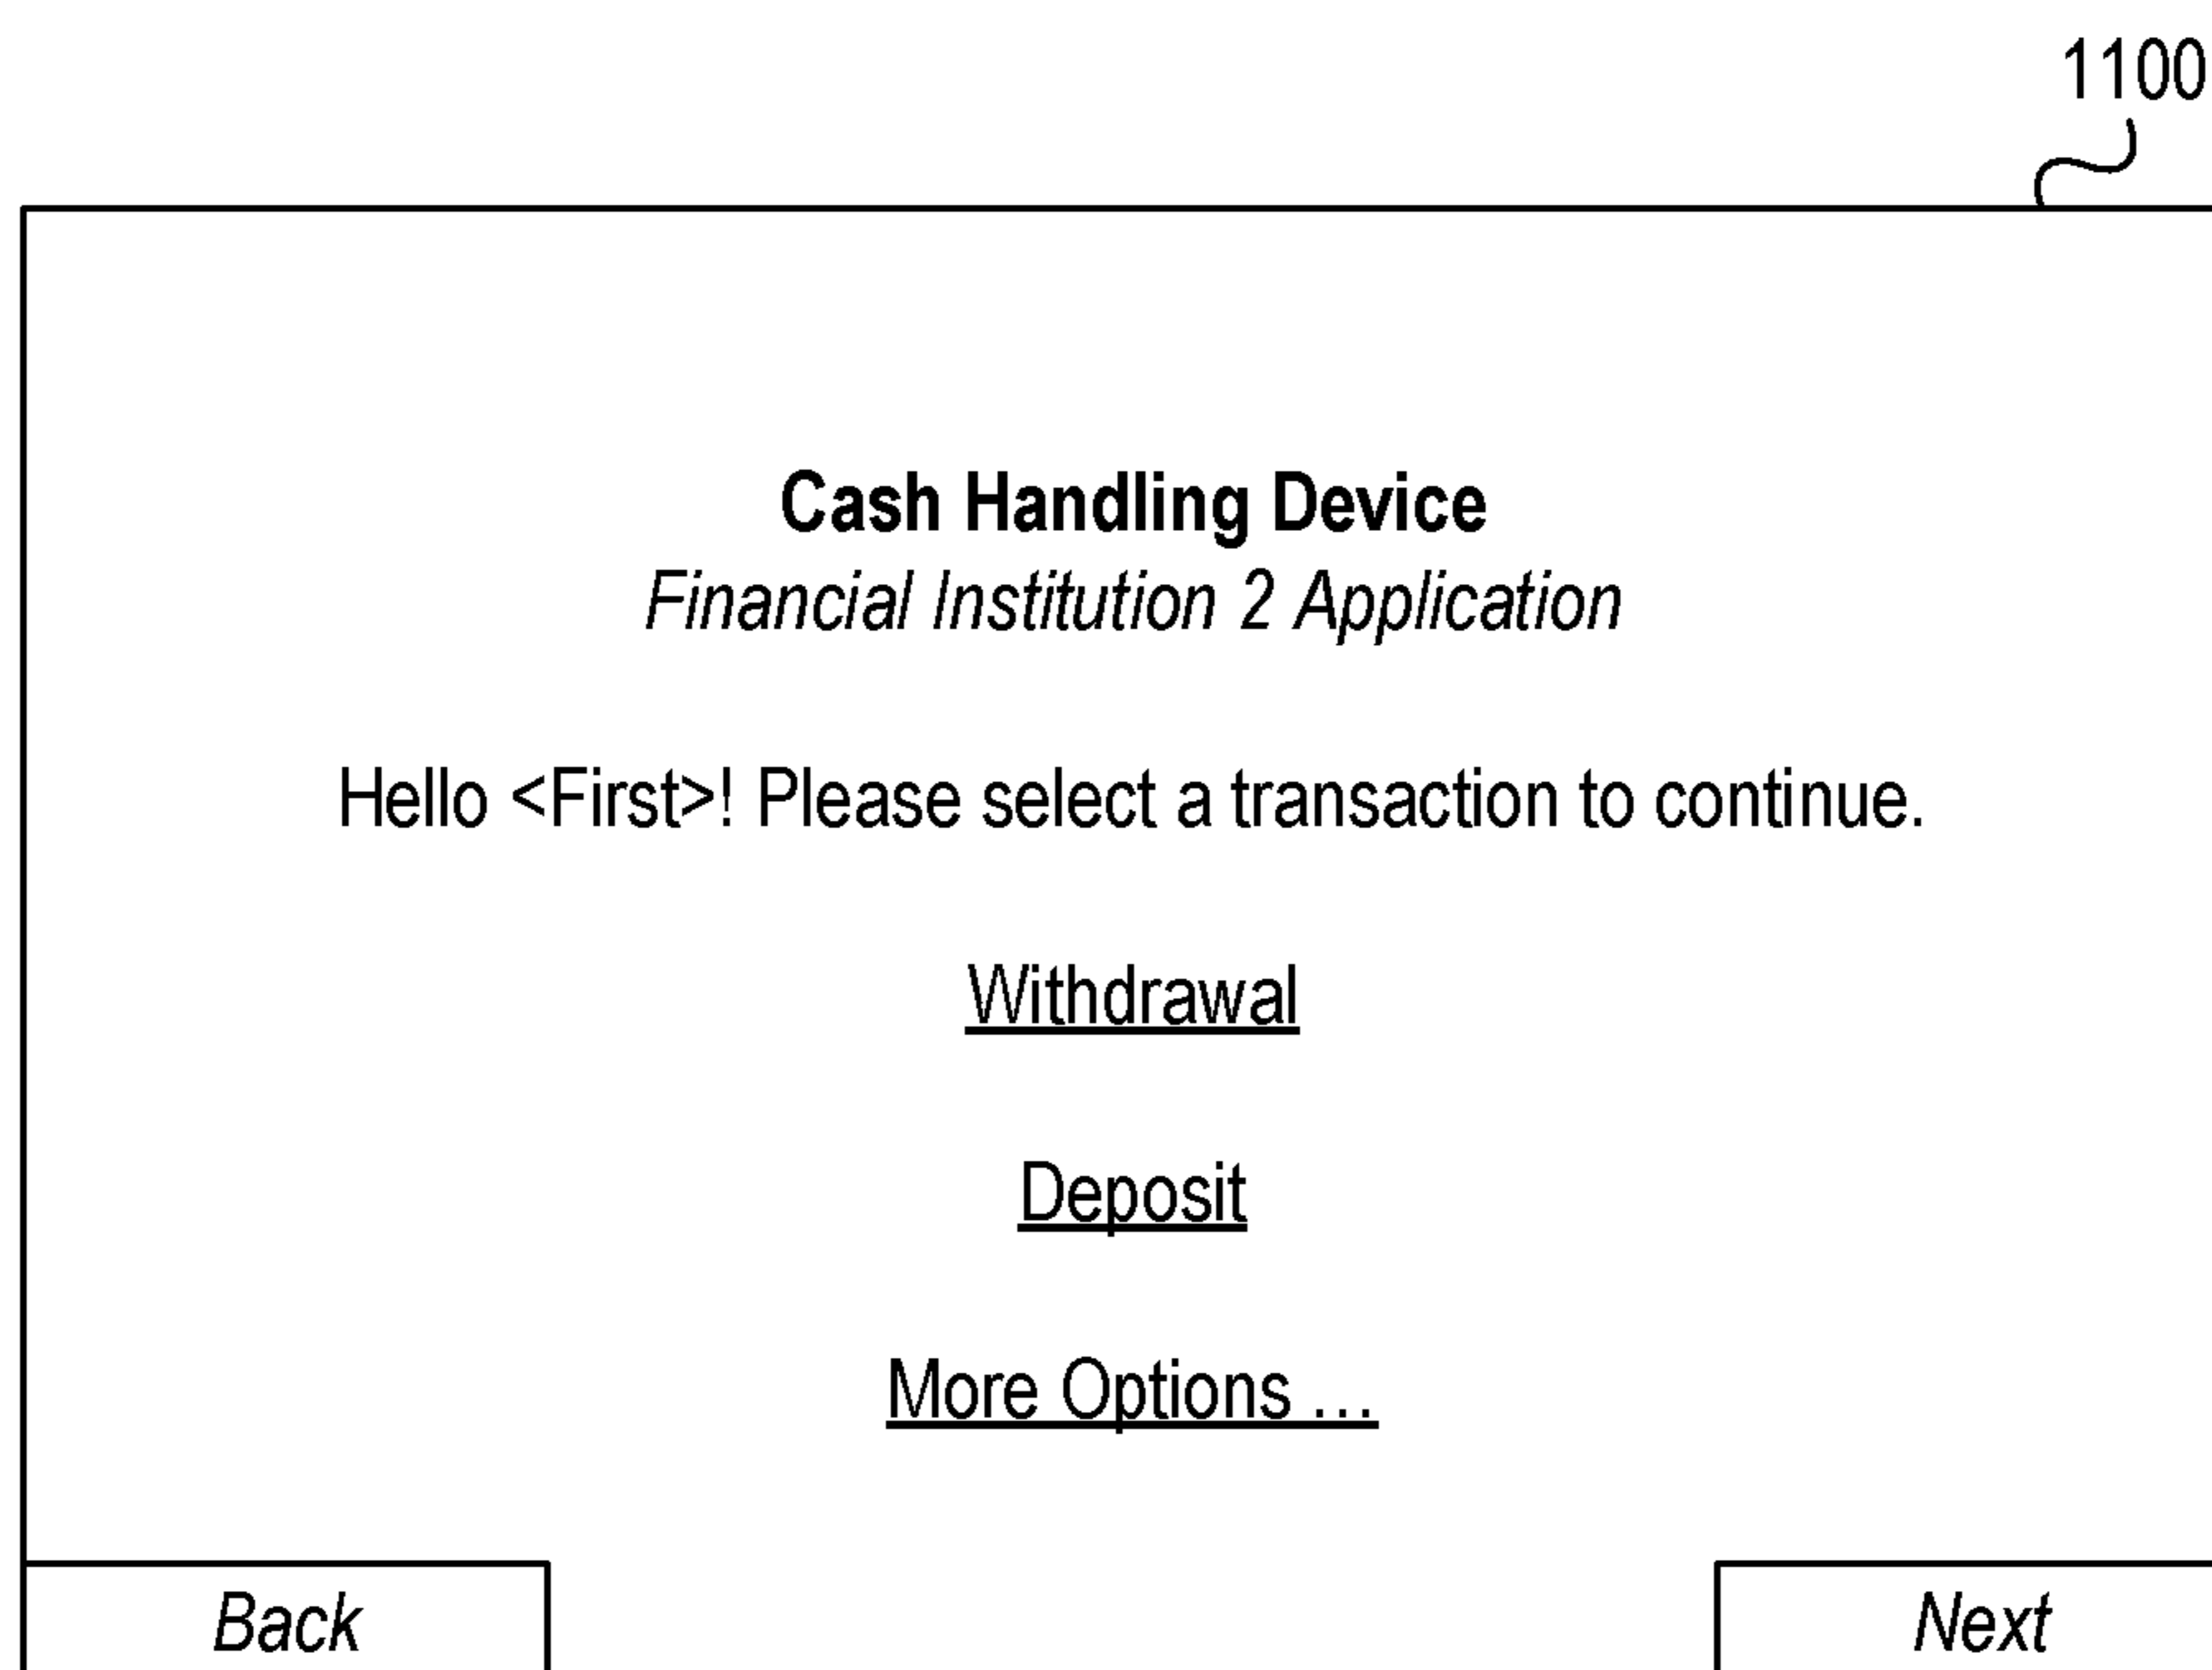 1100
Cash Handling Device
Financial Institution 2 Application
Hello <First>! Please select a transaction to continue.
Withdrawal
Deposit
More Options ...
Back
Next